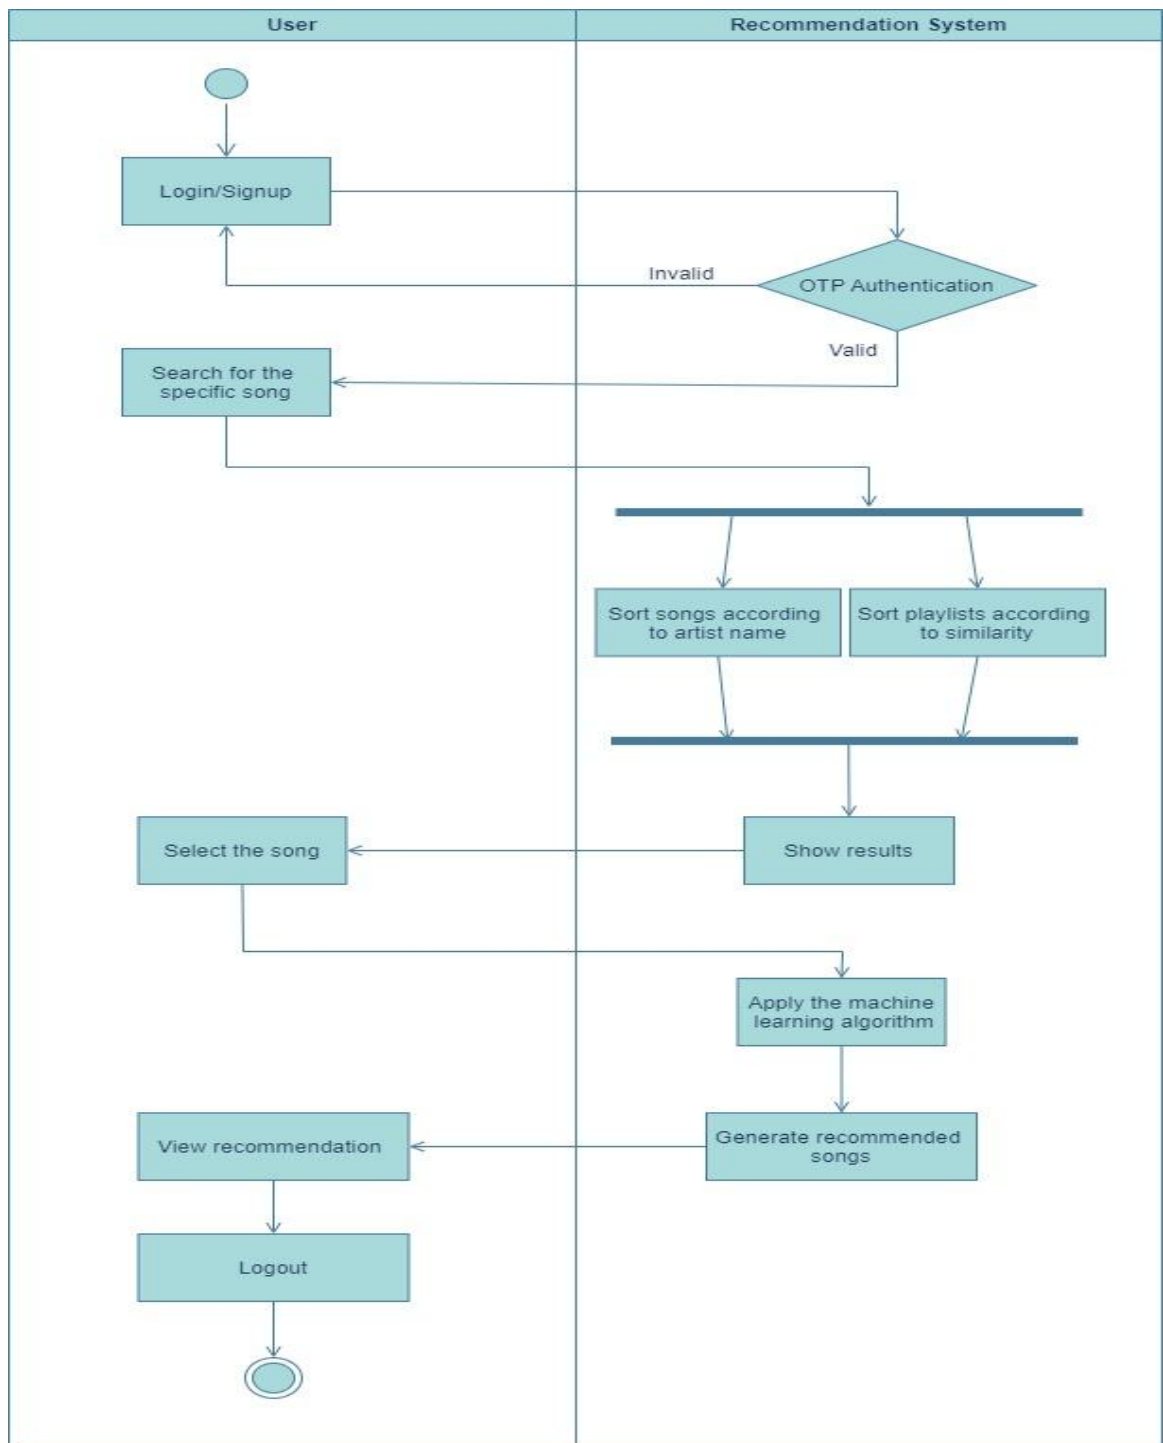 User
Recommendation System
Login/Signup
Invalid
OTP Authentication
Valid
Search for the
specific song
Sort songs according
to artist name
Sort playlists according
to similarity
Select the song
Show results
Apply the machine
learning algorithm
View recommendation
Generate recommended
songs
Logout